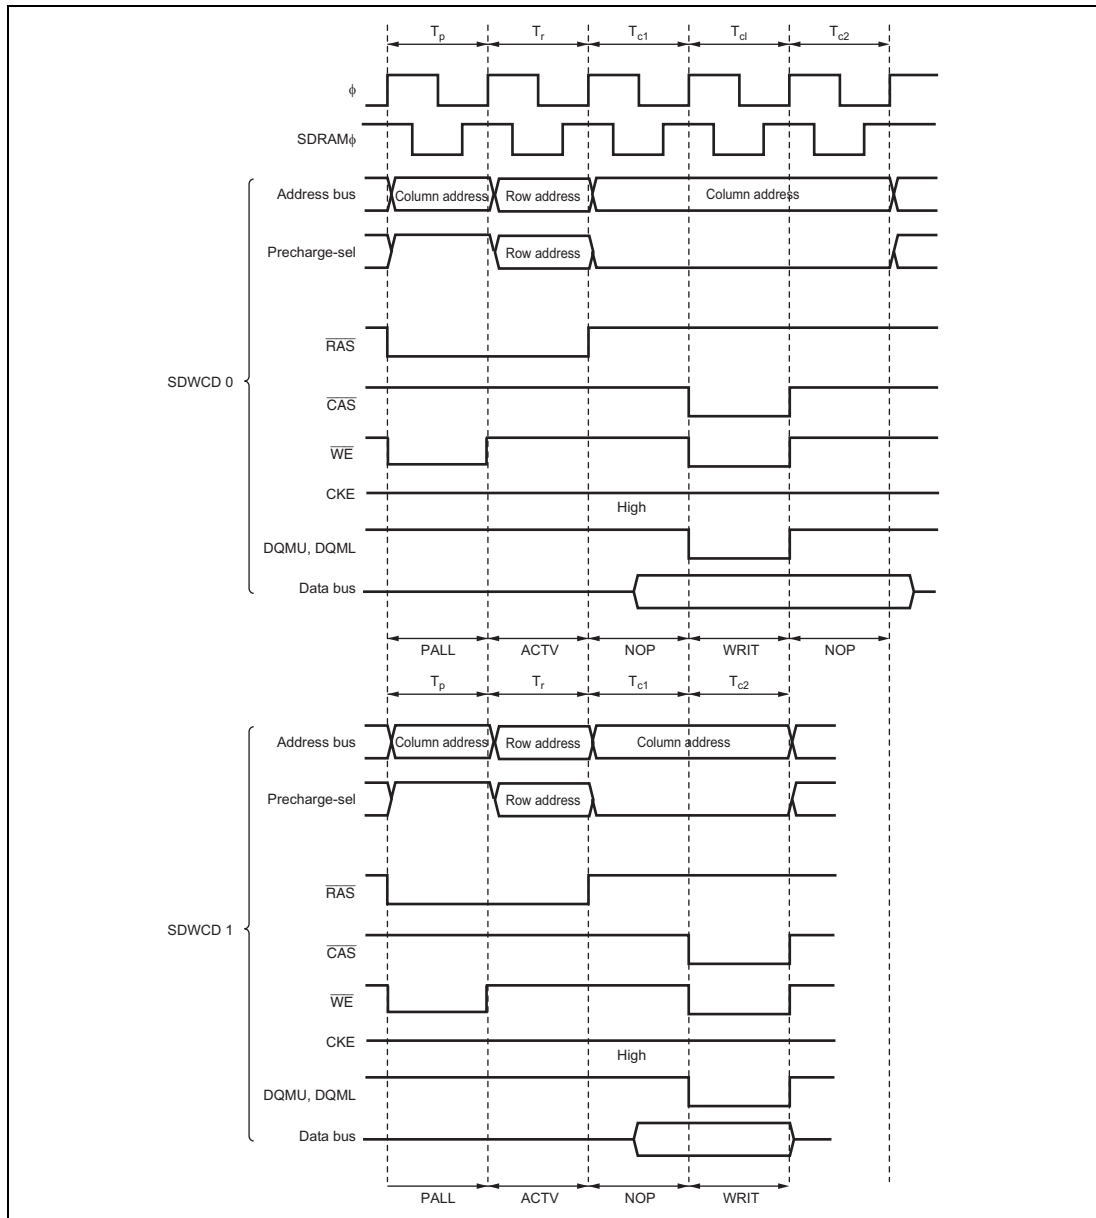 Tp Tr Tc1 Tcl Tc2
ϕ
SDRAMϕ
Address bus Column address Row address Column address
Precharge-sel Row address
RAS
SDWCD 0
CAS
WE
CKE
High
DQMU, DQML
Data bus
PALL ACTV NOP WRIT NOP
Tp Tr Tc1 Tc2
Address bus Column address Row address Column address
Precharge-sel Row address
RAS
SDWCD 1
CAS
WE
CKE
High
DQMU, DQML
Data bus
PALL ACTV NOP WRIT